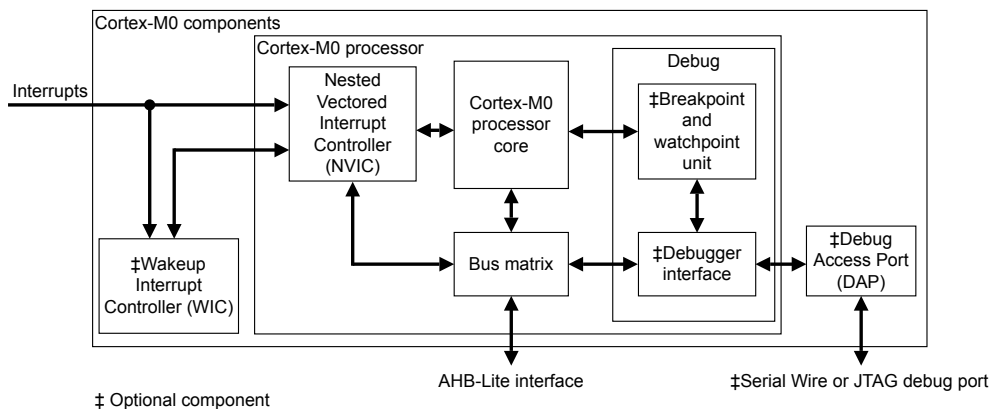 Cortex-M0 components
Cortex-M0 processor
Debug
Interrupts
Nested
Vectored
Interrupt
Controller
(NVIC)
Cortex-M0
processor
core
‡Breakpoint
and
watchpoint
unit
‡Wakeup
Interrupt
Controller (WIC)
Bus matrix
‡Debugger
interface
‡Debug
Access Port
(DAP)
AHB-Lite interface
‡Serial Wire or JTAG debug port
‡ Optional component